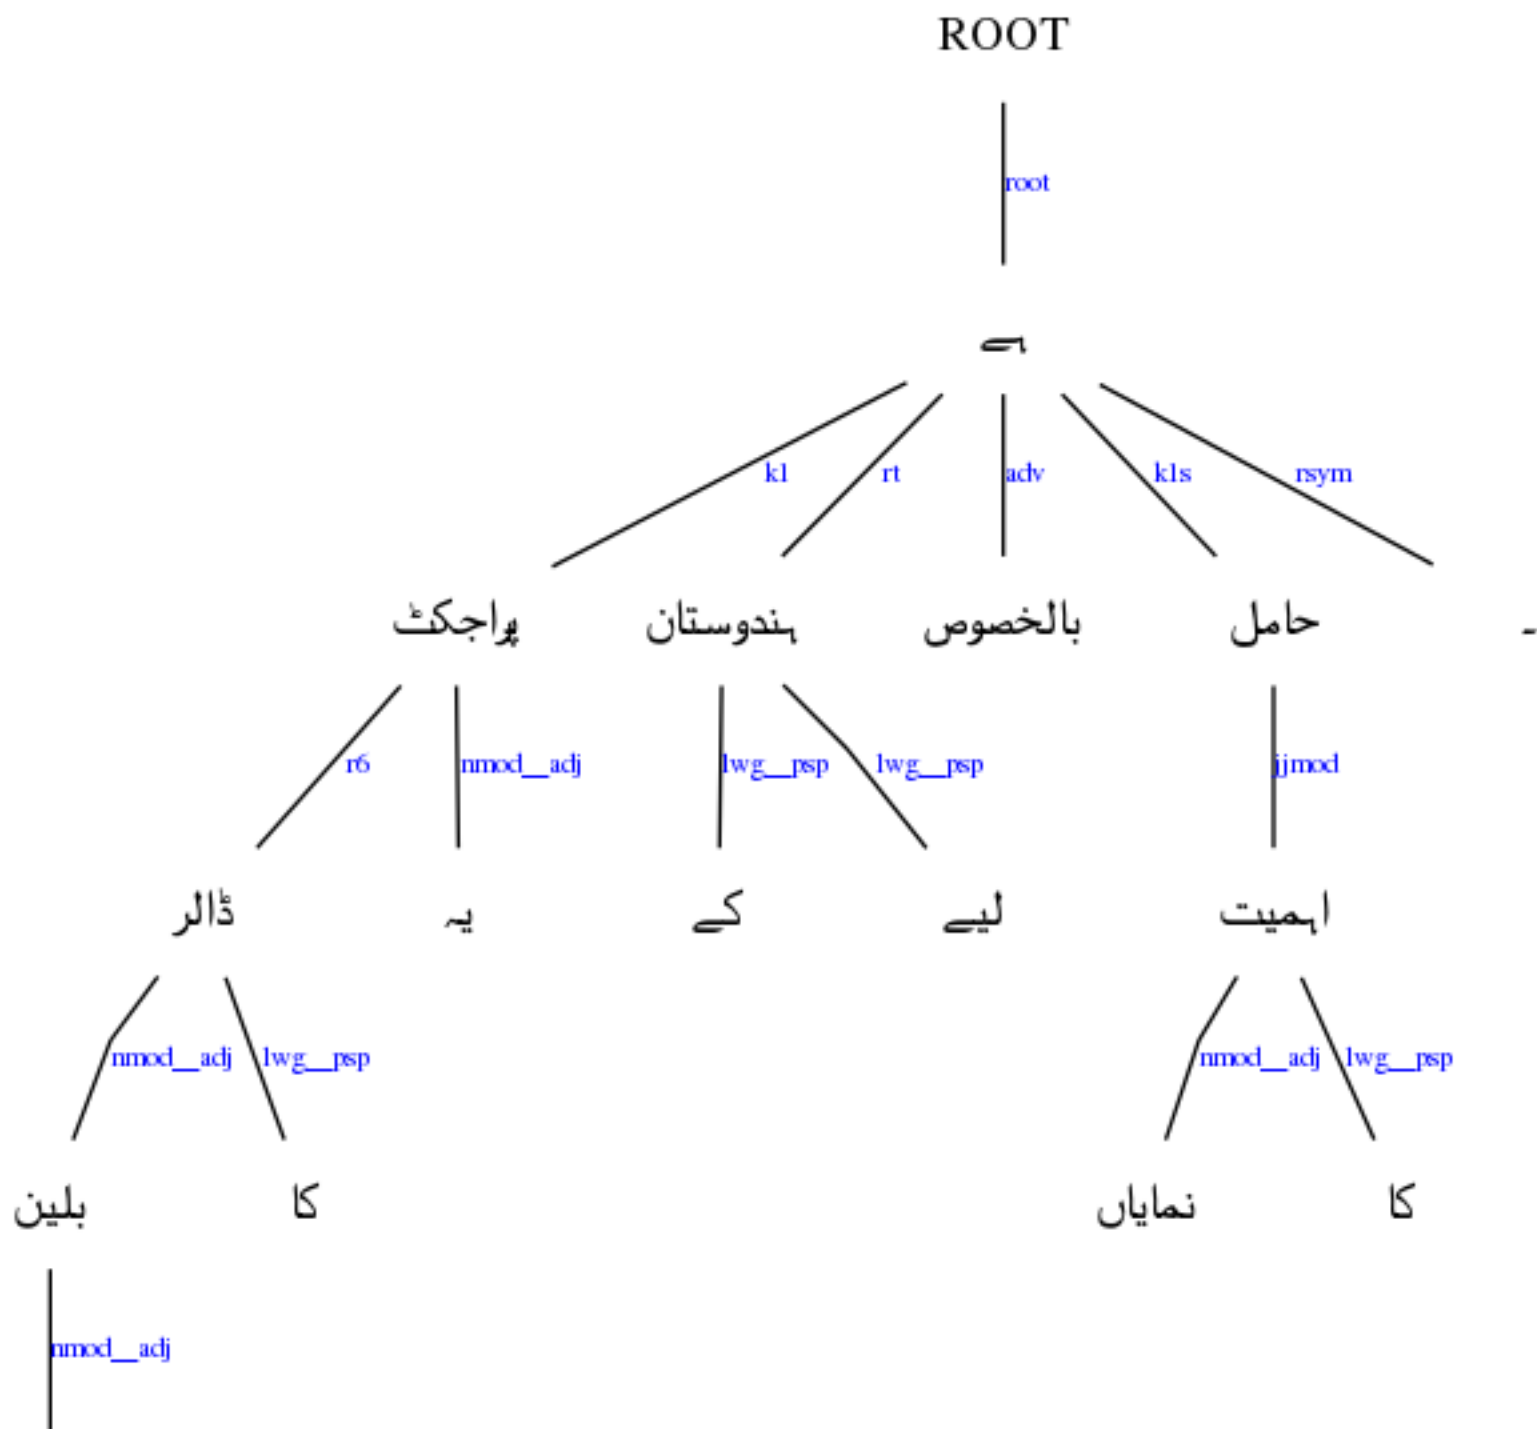 ROOT
root
ہے
k1 rt adv k1s rsym
پراجکٹ ہندوستان بالخصوص حامل ۔
r6 nmod__adj lwg__psp lwg__psp jjmod
ڈالر یہ کے لیے اہمیت
nmod__adj lwg__psp nmod__adj lwg__psp
بلین کا نمایاں کا
nmod__adj